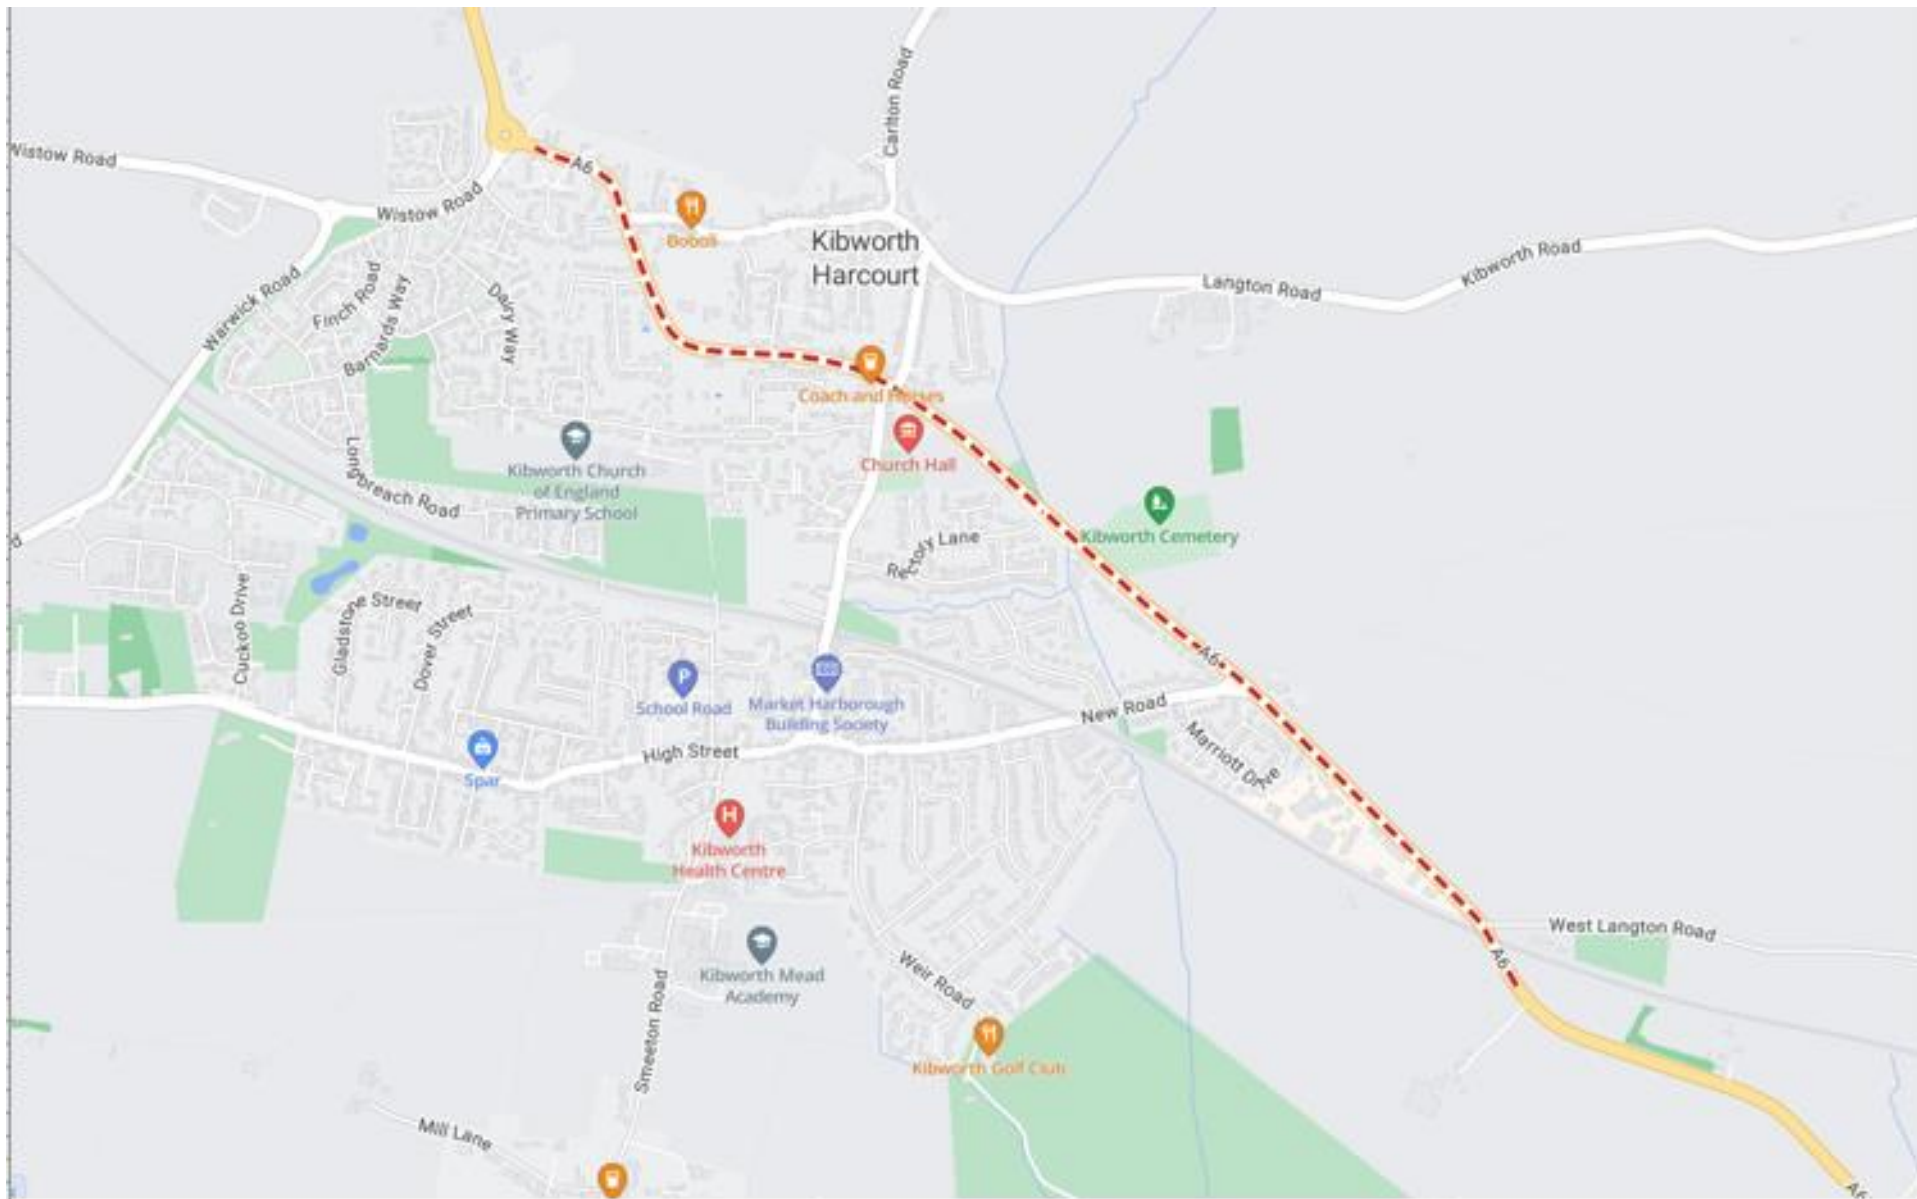 Carlton Road
A6
Wistow Road
Wistow Road
Boboli
Kibworth
Harcourt
Kibworth Road
Langton Road
Warwick Road
Finch Road
Barnards Way
Dairy Way
Coach and Horses
Church Hall
Kibworth Church
of England
Primary School
Longbreach Road
Kibworth Cemetery
Rectory Lane
Cuckoo Drive
Gladstone Street
Dover Street
A6
School Road
Market Harborough
Building Society
New Road
Marriott Drive
High Street
Spar
Kibworth
Health Centre
West Langton Road
A6
Kibworth Mead
Academy
Weir Road
Smeeton Road
Kibworth Golf Club
Mill Lane
A6
P
H